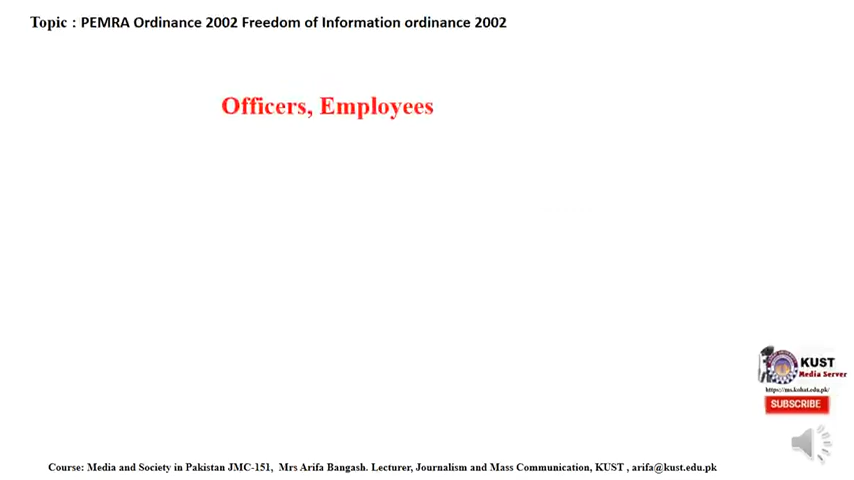 Topic : PEMRA Ordinance 2002 Freedom of Information ordinance 2002
Officers, Employees
KUST
Media Server
https://ms.kohat.edu.pk/
SUBSCRIBE
Course: Media and Society in Pakistan JMC-151, Mrs Arifa Bangash. Lecturer, Journalism and Mass Communication, KUST , arifa@kust.edu.pk